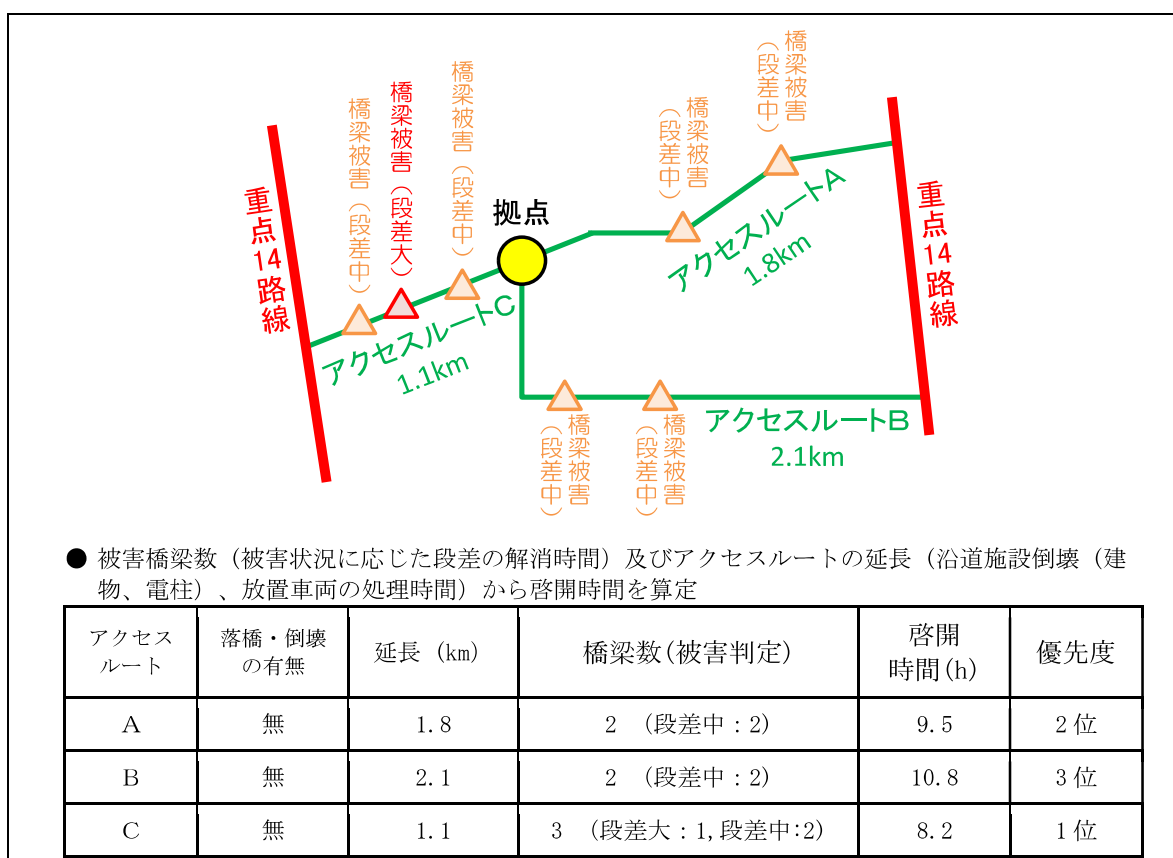 橋梁被害（段差中）
橋梁被害（段差大）
橋梁被害（段差中）
橋梁被害
（段差中）
橋梁被害
（段差中）
重点14路線
拠点
アクセスルートA
1.8km
重点14路線
アクセスルートC
1.1km
橋梁被害
（段差中）
橋梁被害
（段差中）
アクセスルートB
2.1km
● 被害橋梁数（被害状況に応じた段差の解消時間）及びアクセスルートの延長（沿道施設倒壊（建
物、電柱）、放置車両の処理時間）から啓開時間を算定
アクセス
ルート
落橋・倒壊
の有無
延長 (km)
橋梁数(被害判定)
啓開
時間(h)
優先度
A 無 1.8 2 （段差中：2） 9.5 2位
B 無 2.1 2 （段差中：2） 10.8 3位
C 無 1.1 3 （段差大：1,段差中:2） 8.2 1位